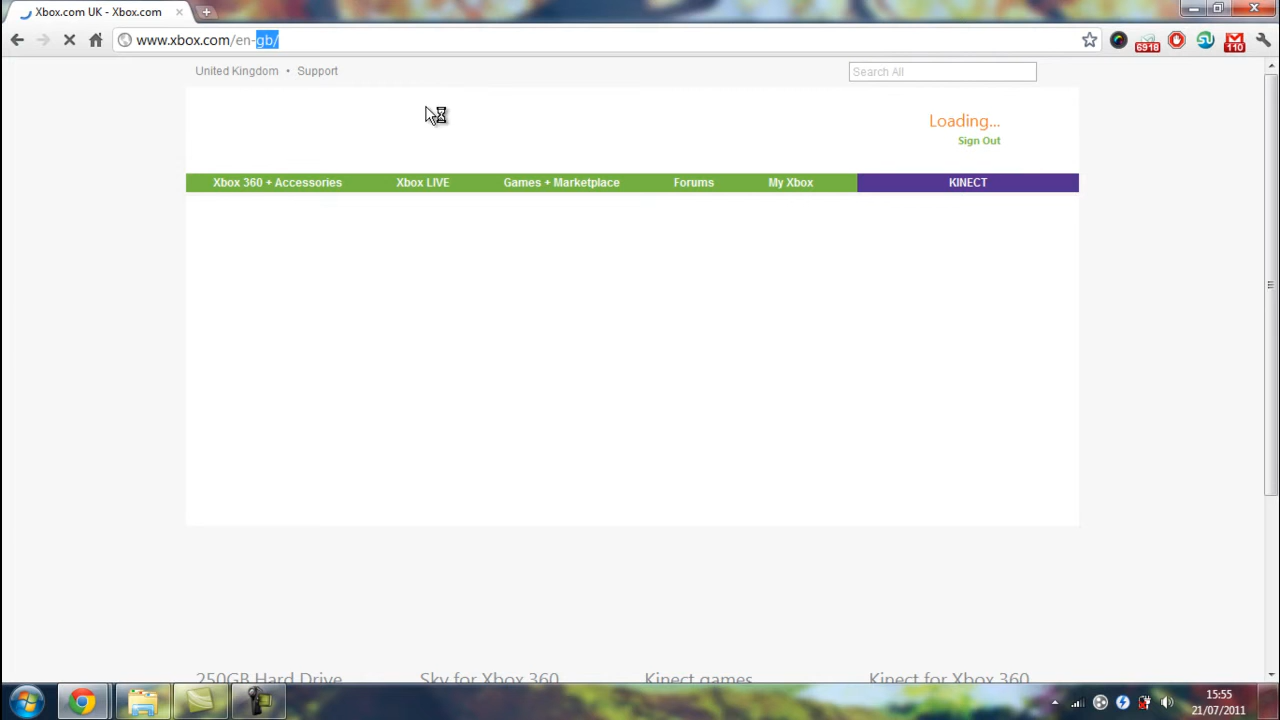 Xbox.com UK - Xbox.com
www.xbox.com/en-gb/
6918
110
United Kingdom • Support
Search All
Loading...
Sign Out
Xbox 360 + Accessories Xbox LIVE Games + Marketplace Forums My Xbox KINECT
250GB Hard Drive Sky for Xbox 360 Kinect games Kinect for Xbox 360
15:55
21/07/2011